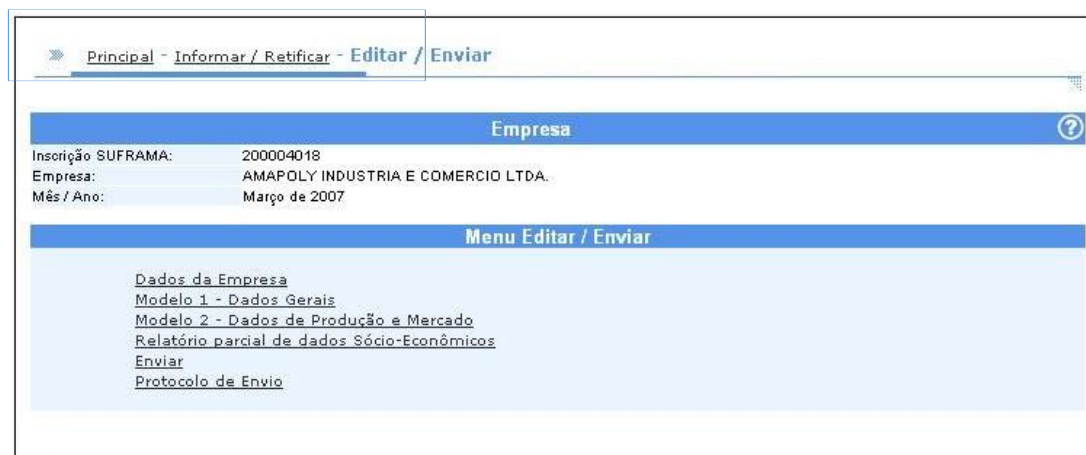 Principal - Informar / Retificar - Editar / Enviar
Empresa ?
Inscrição SUFRAMA: 200004018
Empresa: AMAPOLY INDUSTRIA E COMERCIO LTDA.
Mês / Ano: Março de 2007
Menu Editar / Enviar
Dados da Empresa
Modelo 1 - Dados Gerais
Modelo 2 - Dados de Produção e Mercado
Relatório parcial de dados Sócio-Econômicos
Enviar
Protocolo de Envio